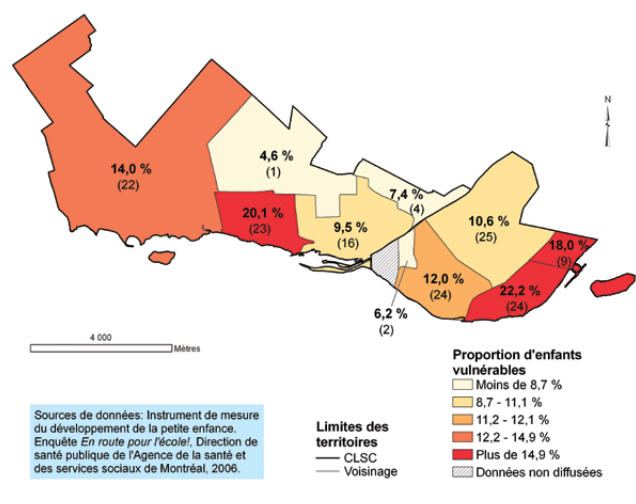 N
14,0 %
(22)
4,6 %
(1)
7,4 %
(4)
20,1 %
(23)
9,5 %
(16)
10,6 %
(25)
18,0 %
(9)
12,0 %
(24)
22,2 %
(24)
6,2 %
(2)
4 000
Mètres
Sources de données: Instrument de mesure
du développement de la petite enfance.
Enquête En route pour l'école!, Direction de
santé publique de l'Agence de la santé et
des services sociaux de Montréal, 2006.
Limites des
territoires
CLSC
Voisinage
Proportion d'enfants
vulnérables
Moins de 8,7 %
8,7 - 11,1 %
11,2 - 12,1 %
12,2 - 14,9 %
Plus de 14,9 %
Données non diffusées